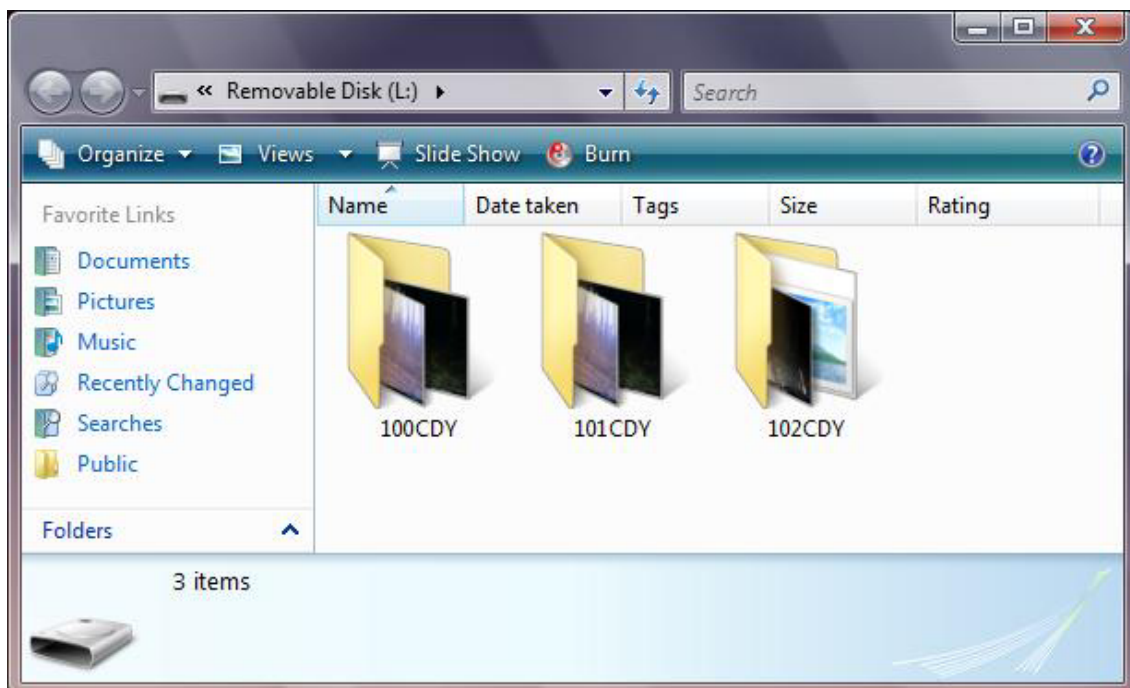 « Removable Disk (L:)
Search
Organize Views Slide Show Burn
Favorite Links
Documents
Pictures
Music
Recently Changed
Searches
Public
Folders
Name Date taken Tags Size Rating
100CDY 101CDY 102CDY
3 items